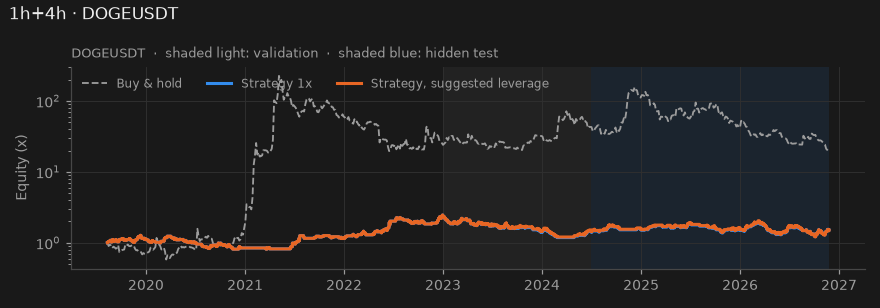 1h+4h · DOGEUSDT
DOGEUSDT · shaded light: validation · shaded blue: hidden test
Buy & hold Strategy 1x Strategy, suggested leverage
Equity (x)
10²
10¹
10⁰
2020 2021 2022 2023 2024 2025 2026 2027